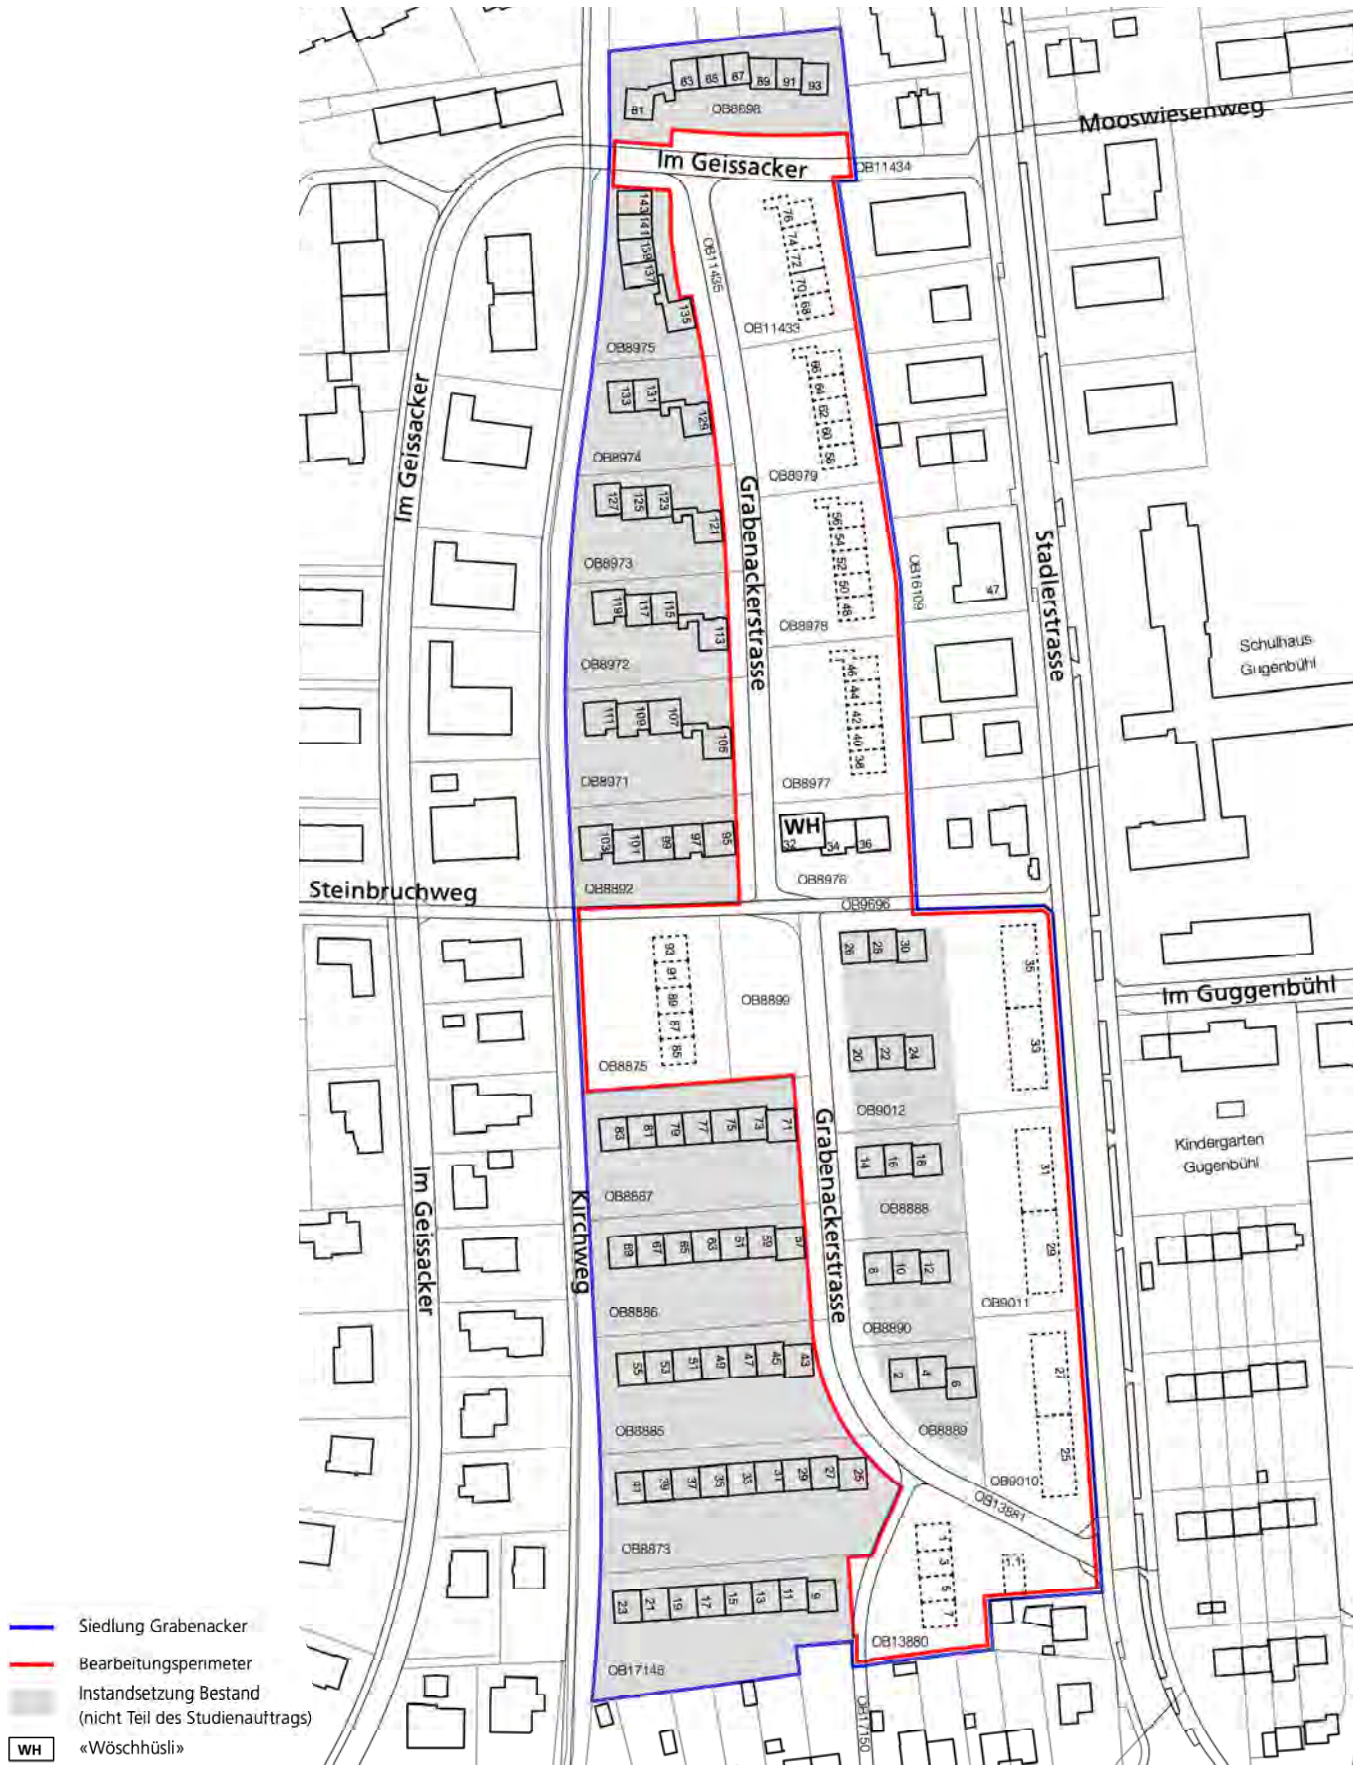 83 85 87 89 91 93
81
OB8898
Mooswiesenweg
Im Geissacker
OB11434
143
141
139
137
135
OB11435
76
74
72
70
68
OB11433
OB8975
66
64
62
60
58
OB8979
133 131
129
OB8974
Im Geissacker
Grabenackerstrasse
127 125 123
121
OB8973
56
54
52
50
48
OB8978
OB16109
47
Stadlerstrasse
Schulhaus
Gugenbühl
119 117 115
113
OB8972
46
44
42
40
38
OB8977
111 109 107
OB8971
WH
32 34 36
OB8976
103 101 99 97 95
OB8892
Steinbruchweg
OB9696
93
91
89
87
85
OB8875
OB8899
26 28 30
20 22 24
OB9012
35
33
Im Guggenbühl
Kindergarten
Gugenbühl
83 81 79 77 75 73 71
OB8887
Grabenackerstrasse
14 16 18
OB8888
31
29
OB9011
Im Geissacker
Kirchweg
69 67 65 63 61 59 57
OB8886
8 10 12
OB8890
55 53 51 49 47 45 43
OB8885
2 4 6
OB8889
27
25
OB9010
OB13881
41 39 37 35 33 31 29 27 25
OB8873
1
3
5
7
1.1
OB13880
23 21 19 17 15 13 11 9
OB17148
OB17150
Siedlung Grabenacker
Bearbeitungsperimeter
Instandsetzung Bestand
(nicht Teil des Studienauftrags)
WH «Wöschhüsli»